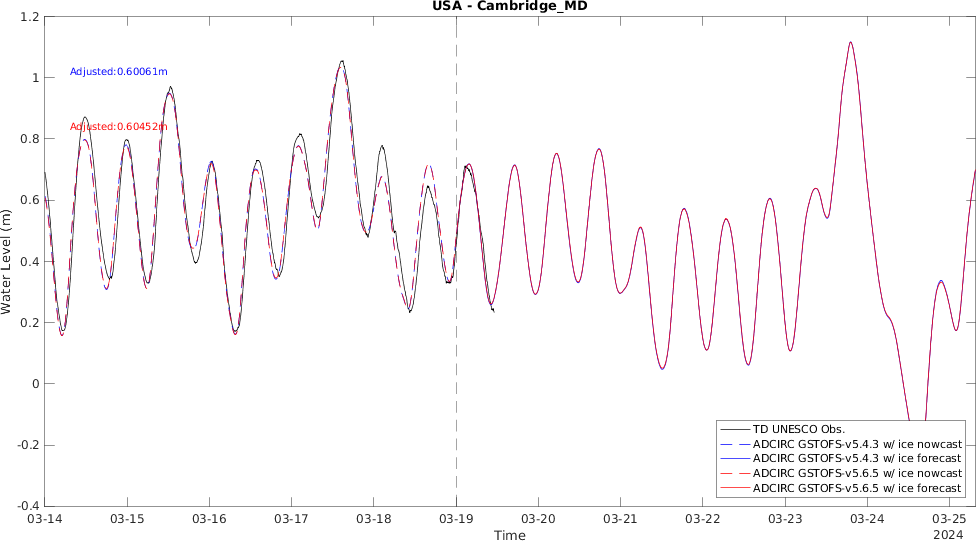 USA - Cambridge_MD
Adjusted:0.60061m
Adjusted:0.60452m
Water Level (m)
1.2
1
0.8
0.6
0.4
0.2
0
-0.2
-0.4
TD UNESCO Obs.
ADCIRC GSTOFS-v5.4.3 w/ ice nowcast
ADCIRC GSTOFS-v5.4.3 w/ ice forecast
ADCIRC GSTOFS-v5.6.5 w/ ice nowcast
ADCIRC GSTOFS-v5.6.5 w/ ice forecast
03-14 03-15 03-16 03-17 03-18 03-19 03-20 03-21 03-22 03-23 03-24 03-25
Time
2024